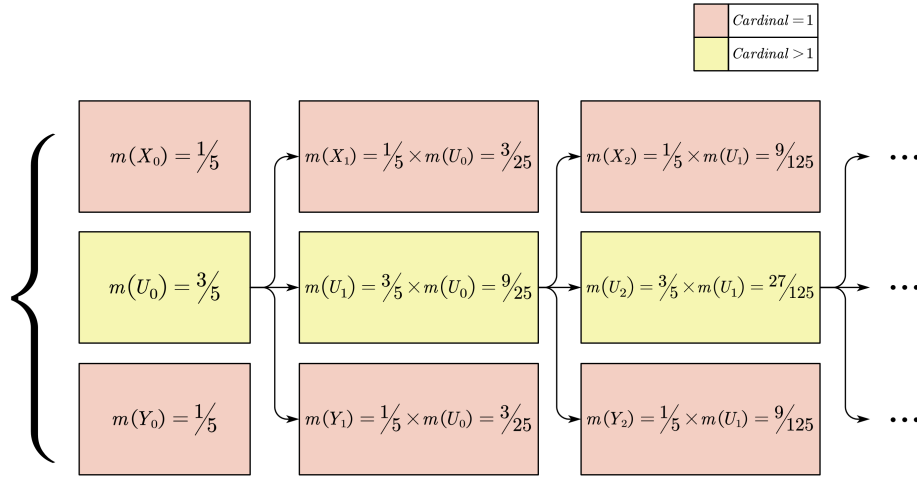 Cardinal = 1
Cardinal > 1
m(X₀) = 1/5
m(X₁) = 1/5 × m(U₀) = 3/25
m(X₂) = 1/5 × m(U₁) = 9/125
...
m(U₀) = 3/5
m(U₁) = 3/5 × m(U₀) = 9/25
m(U₂) = 3/5 × m(U₁) = 27/125
...
m(Y₀) = 1/5
m(Y₁) = 1/5 × m(U₀) = 3/25
m(Y₂) = 1/5 × m(U₁) = 9/125
...